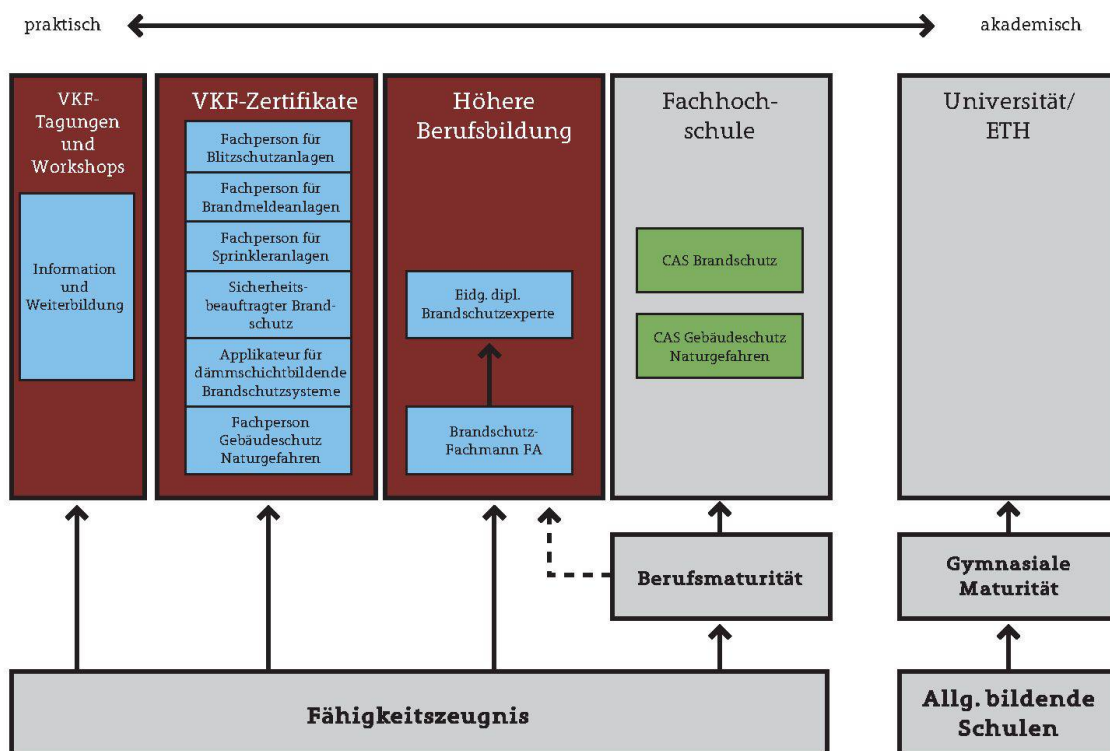 praktisch
akademisch
VKF-
Tagungen
und
Workshops
Information
und
Weiterbildung
VKF-Zertifikate
Fachperson für
Blitzschutzanlagen
Fachperson für
Brandmeldeanlagen
Fachperson für
Sprinkleranlagen
Sicherheits-
beauftragter Brand-
schutz
Applikateur für
dämmschichtbildende
Brandschutzsysteme
Fachperson
Gebäudeschutz
Naturgefahren
Höhere
Berufsbildung
Eidg. dipl.
Brandschutzexperte
Brandschutz-
Fachmann FA
Fachhoch-
schule
CAS Brandschutz
CAS Gebäudeschutz
Naturgefahren
Universität/
ETH
Berufsmaturität
Gymnasiale
Maturität
Fähigkeitszeugnis
Allg. bildende
Schulen